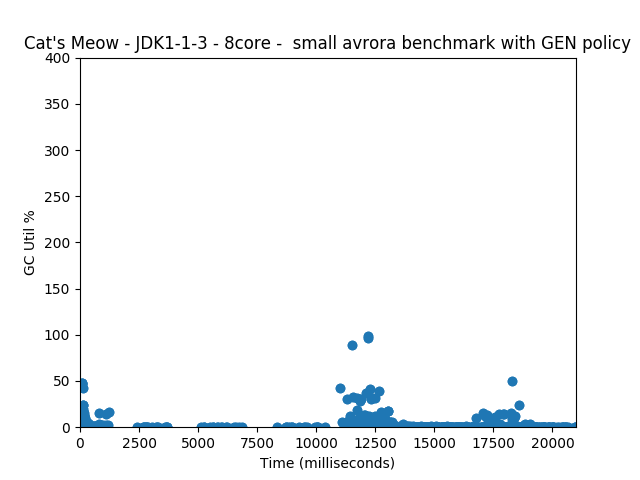 Cat's Meow - JDK1-1-3 - 8core -  small avrora benchmark with GEN policy
400
350
300
250
200
150
100
50
0
GC Util %
0 2500 5000 7500 10000 12500 15000 17500 20000
Time (milliseconds)